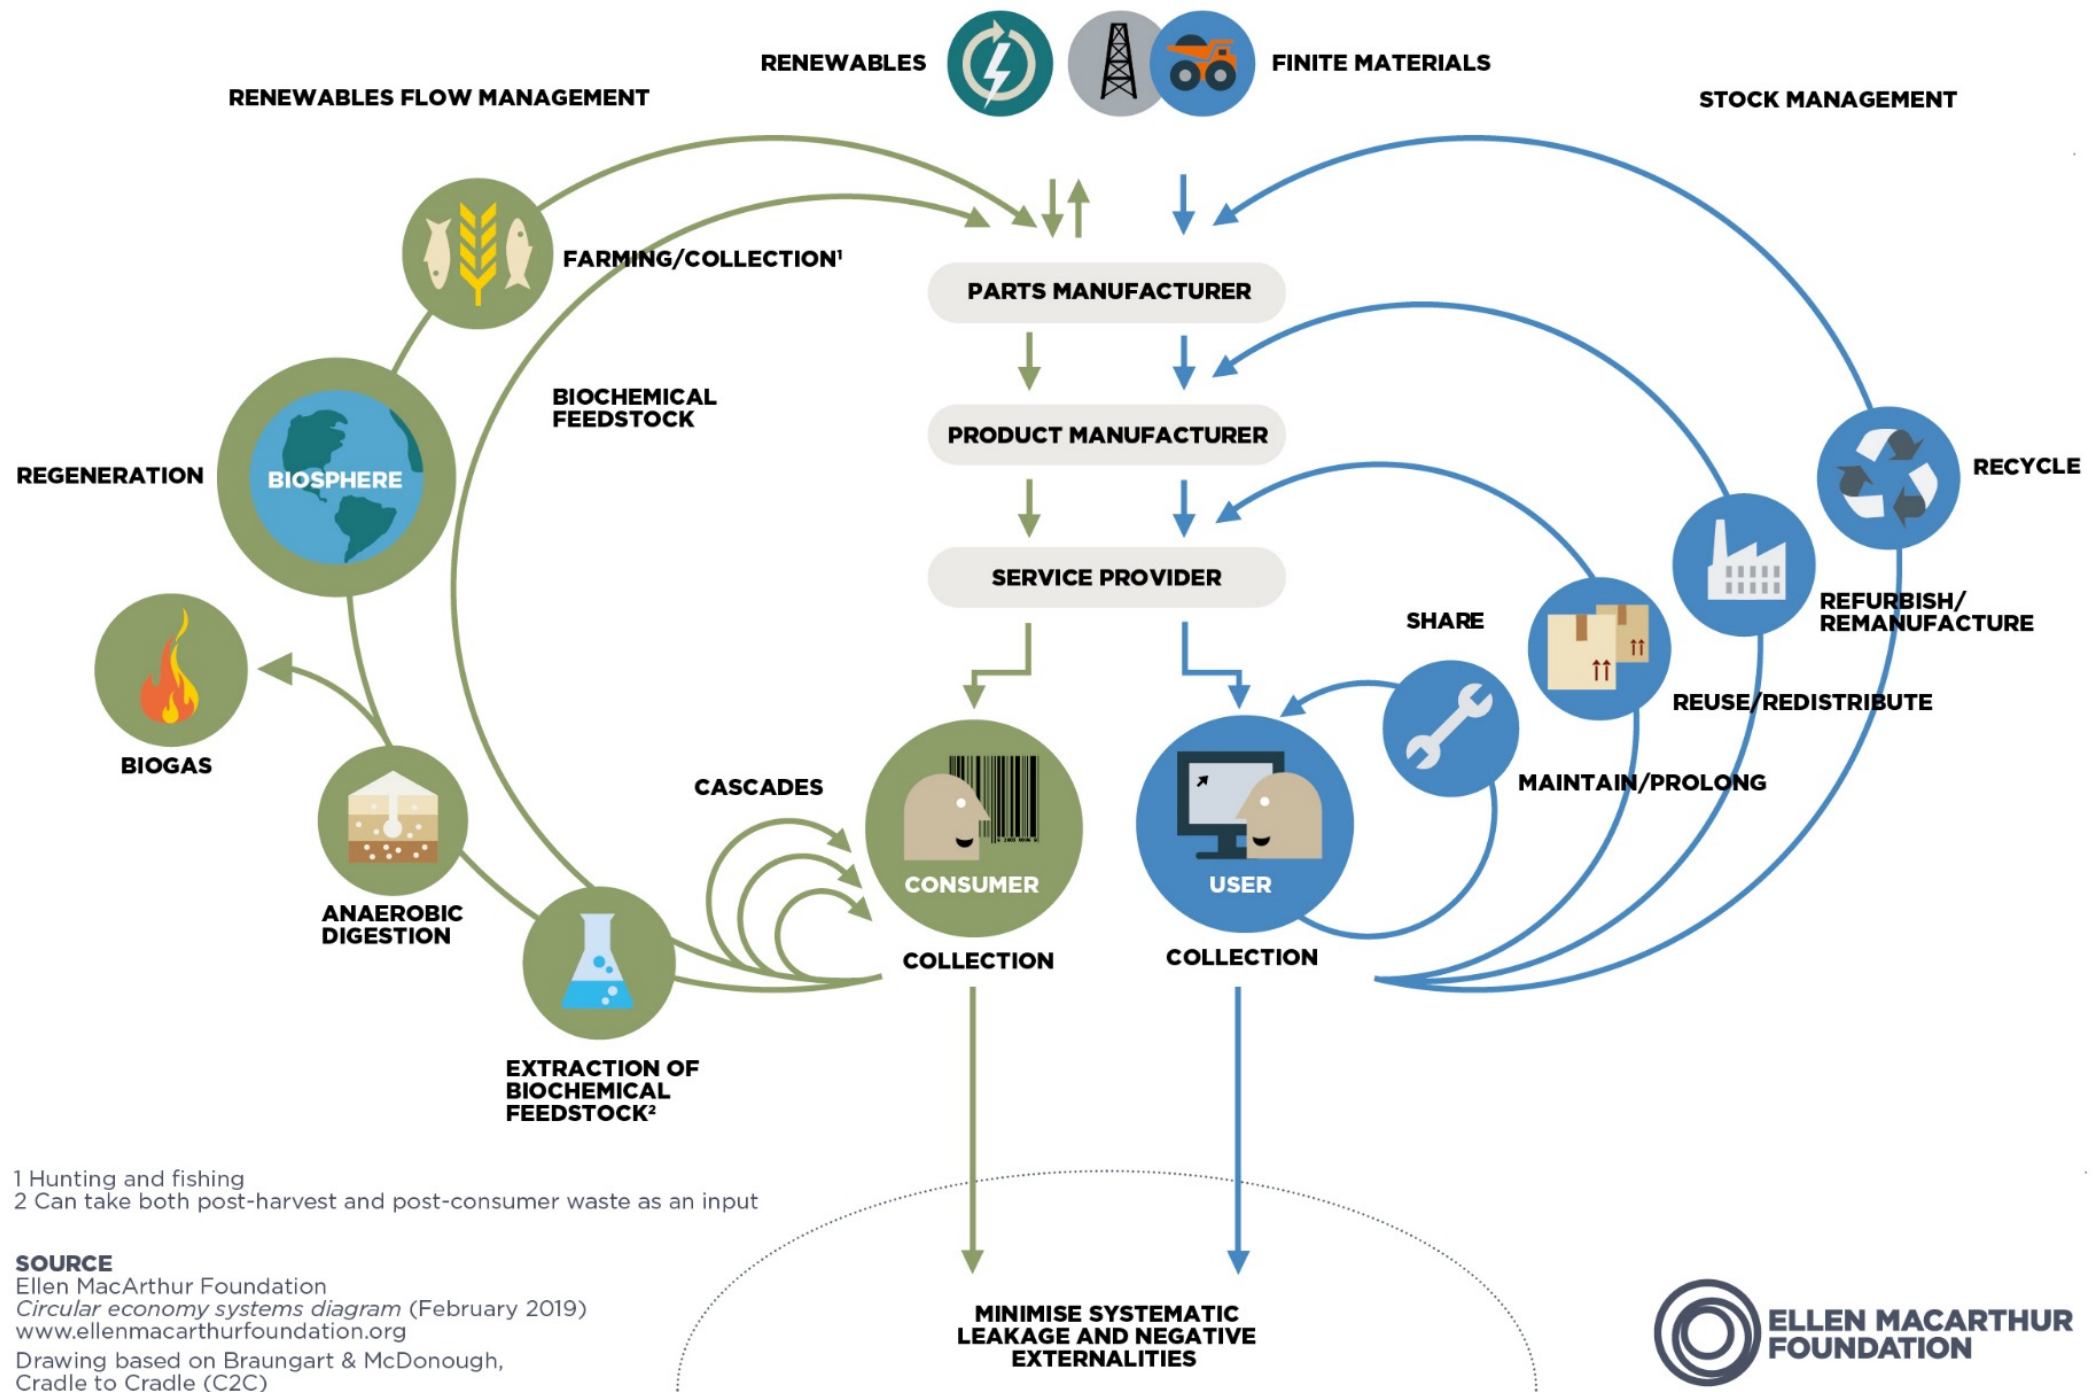 RENEWABLES
FINITE MATERIALS
RENEWABLES FLOW MANAGEMENT
STOCK MANAGEMENT
FARMING/COLLECTION¹
PARTS MANUFACTURER
BIOCHEMICAL
FEEDSTOCK
PRODUCT MANUFACTURER
REGENERATION
BIOSPHERE
RECYCLE
SERVICE PROVIDER
SHARE
REFURBISH/
REMANUFACTURE
REUSE/REDISTRIBUTE
BIOGAS
MAINTAIN/PROLONG
CASCADES
CONSUMER
USER
ANAEROBIC
DIGESTION
COLLECTION
COLLECTION
EXTRACTION OF
BIOCHEMICAL
FEEDSTOCK²
1 Hunting and fishing
2 Can take both post-harvest and post-consumer waste as an input
SOURCE
Ellen MacArthur Foundation
Circular economy systems diagram (February 2019)
www.ellenmacarthurfoundation.org
Drawing based on Braungart & McDonough,
Cradle to Cradle (C2C)
MINIMISE SYSTEMATIC
LEAKAGE AND NEGATIVE
EXTERNALITIES
ELLEN MACARTHUR
FOUNDATION